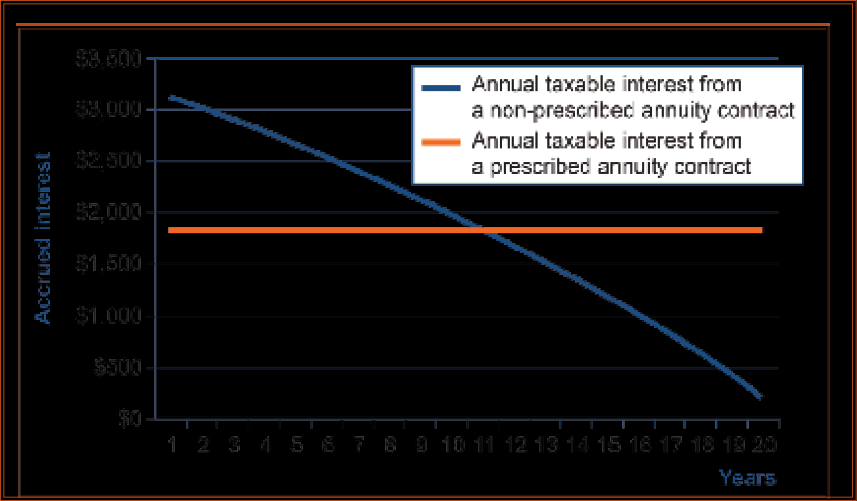 $3,500
Annual taxable interest from
a non-prescribed annuity contract
Annual taxable interest from
a prescribed annuity contract
$3,000
$2,500
$2,000
$1,500
$1,000
$500
$0
Accrued interest
1 2 3 4 5 6 7 8 9 10 11 12 13 14 15 16 17 18 19 20
Years